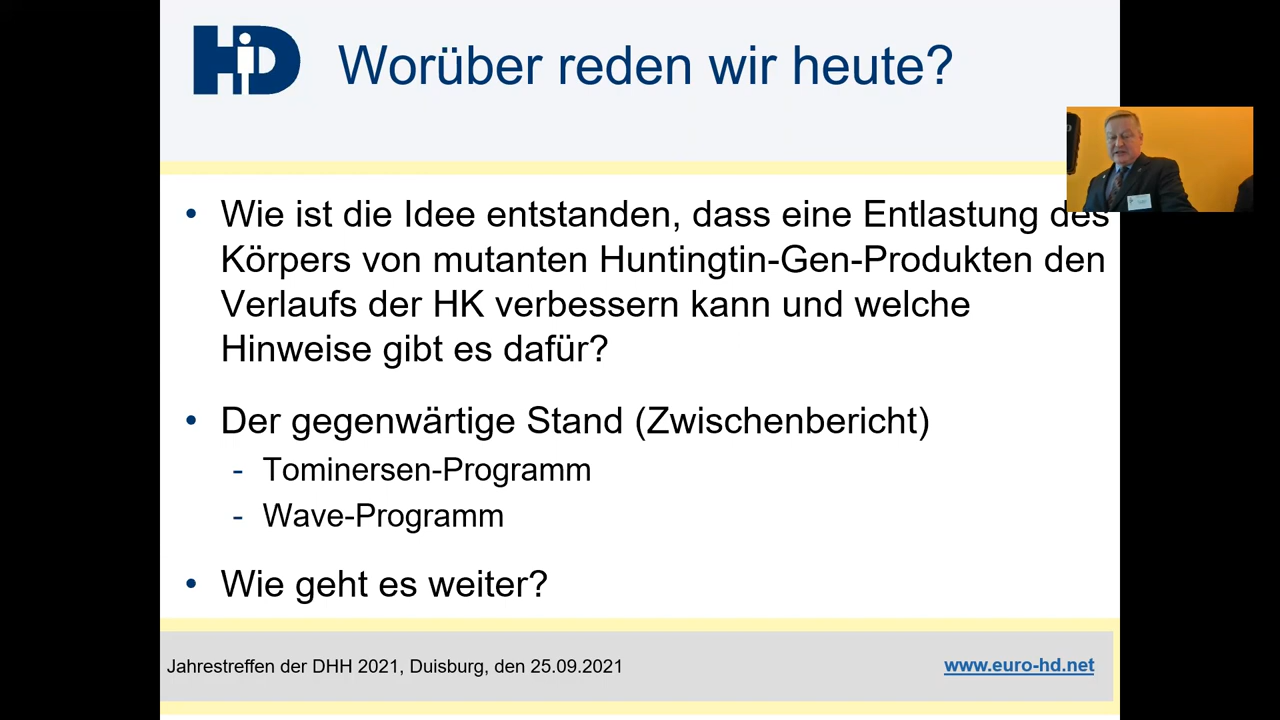 HiD
Worüber reden wir heute?
• Wie ist die Idee entstanden, dass eine Entlastung des
Körpers von mutanten Huntingtin-Gen-Produkten den
Verlaufs der HK verbessern kann und welche
Hinweise gibt es dafür?
• Der gegenwärtige Stand (Zwischenbericht)
- Tominersen-Programm
- Wave-Programm
• Wie geht es weiter?
Jahrestreffen der DHH 2021, Duisburg, den 25.09.2021
www.euro-hd.net